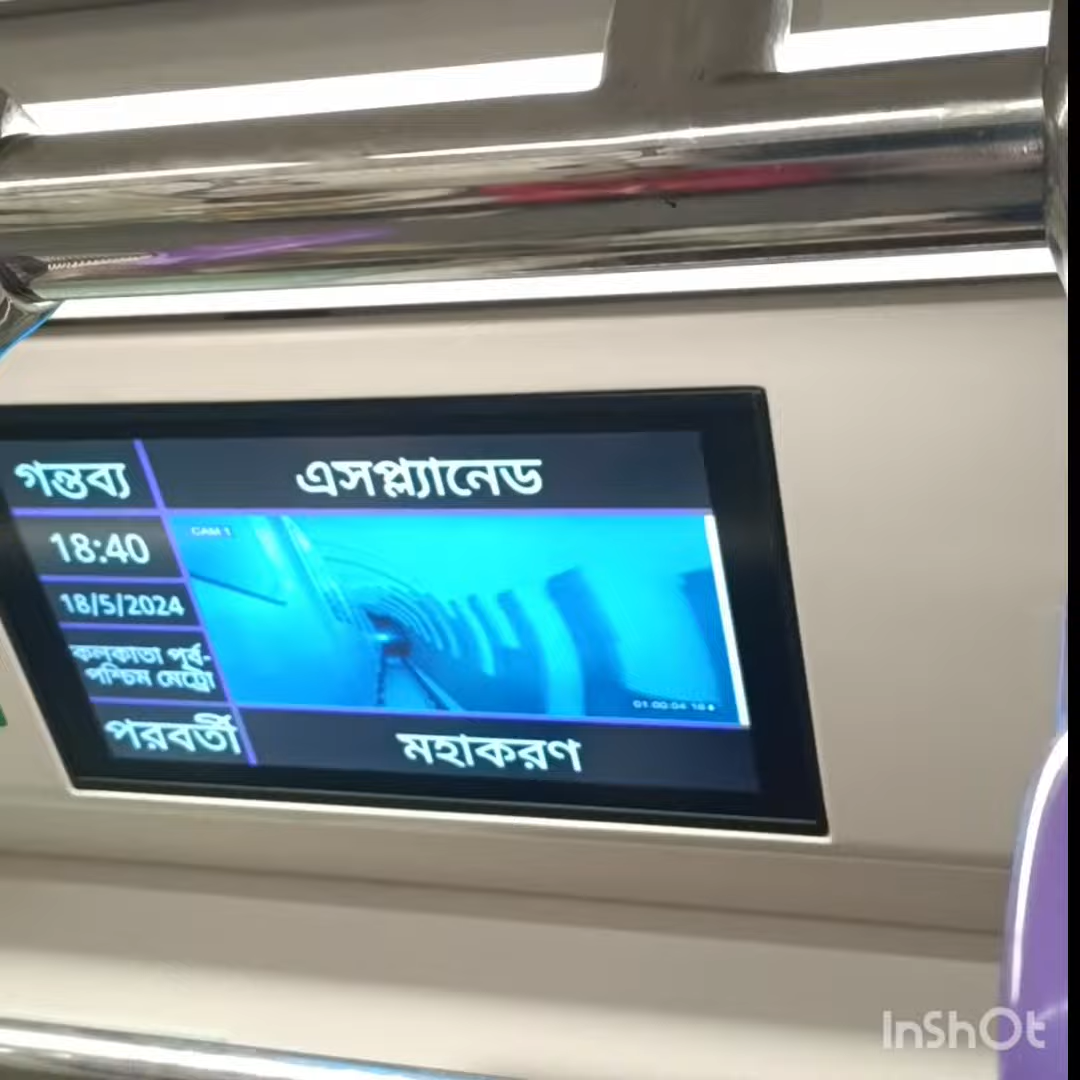 গন্তব্য
এসপ্ল্যানেড
18:40
CAM 1
18/5/2024
কলকাতা পূর্ব-
পশ্চিম মেট্রো
পরবর্তী
মহাকরণ
InShOt